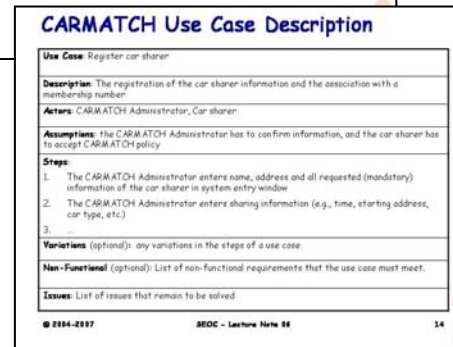 CARMATCH Use Case Description
Use Case: Register car sharer
Description: The registration of the car sharer information and the association with a
membership number
Actors: CARMATCH Administrator, Car sharer
Assumptions: the CARMATCH Administrator has to confirm information, and the car sharer has
to accept CARMATCH policy
Steps:
1. The CARMATCH Administrator enters name, address and all requested (mandatory)
information of the car sharer in system entry window
2. The CARMATCH Administrator enters sharing information (e.g., time, starting address,
car type, etc.)
3. ...
Variations (optional): any variations in the steps of a use case
Non-Functional (optional): List of non-functional requirements that the use case must meet.
Issues: List of issues that remain to be solved
© 2004-2007 SEOC - Lecture Note 06 14